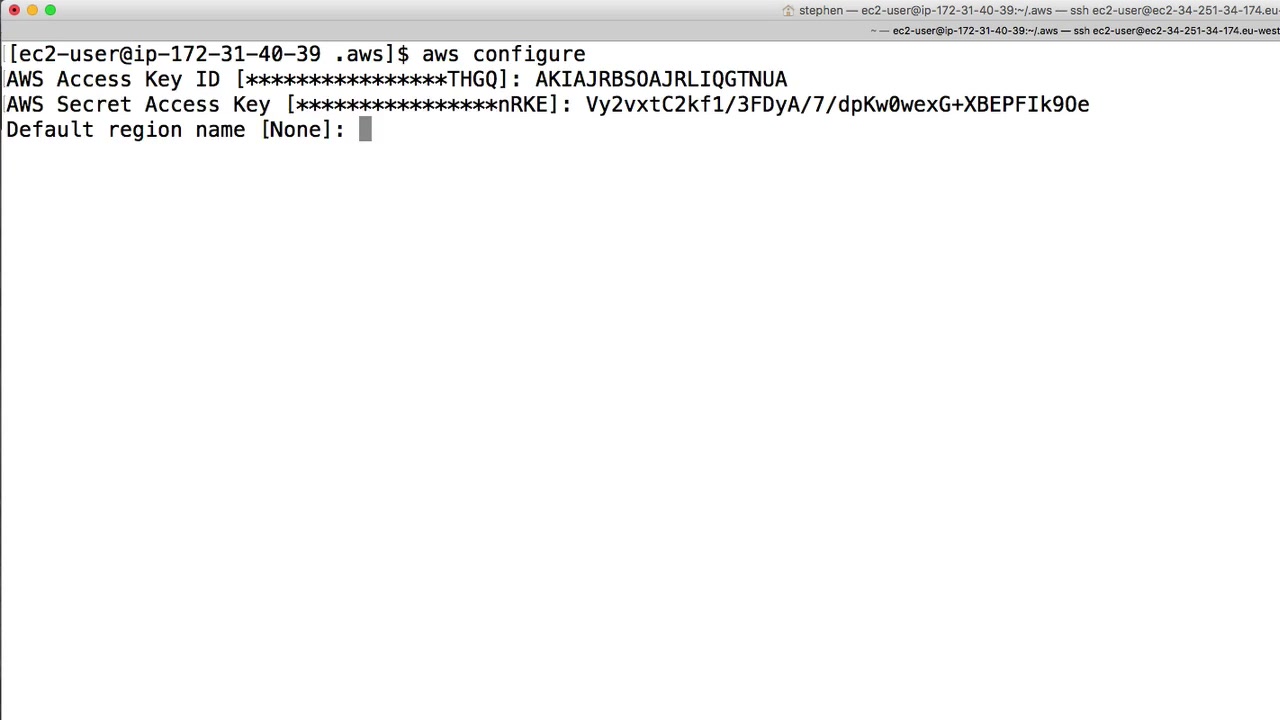 stephen — ec2-user@ip-172-31-40-39:~/.aws — ssh ec2-user@ec2-34-251-34-174.eu-
~ — ec2-user@ip-172-31-40-39:~/.aws — ssh ec2-user@ec2-34-251-34-174.eu-west
[ec2-user@ip-172-31-40-39 .aws]$ aws configure
AWS Access Key ID [****************THGQ]: AKIAJRBSOAJRLIQGTNUA
AWS Secret Access Key [****************nRKE]: 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
Default region name [None]: